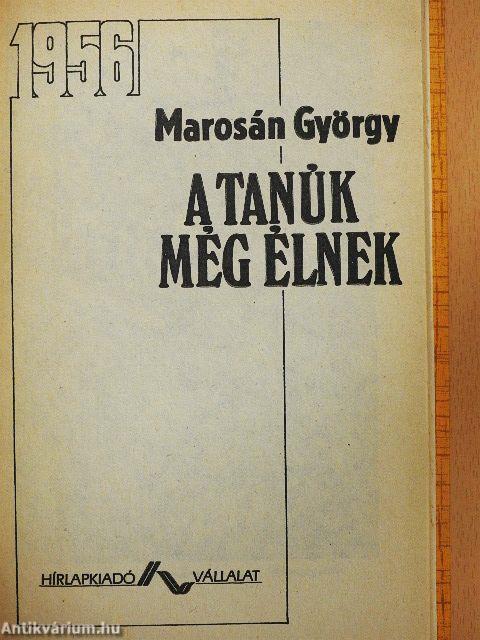 1956
Marosán György
A TANÚK
MÉG ÉLNEK
HÍRLAPKIADÓ VÁLLALAT
Antikvárium.hu